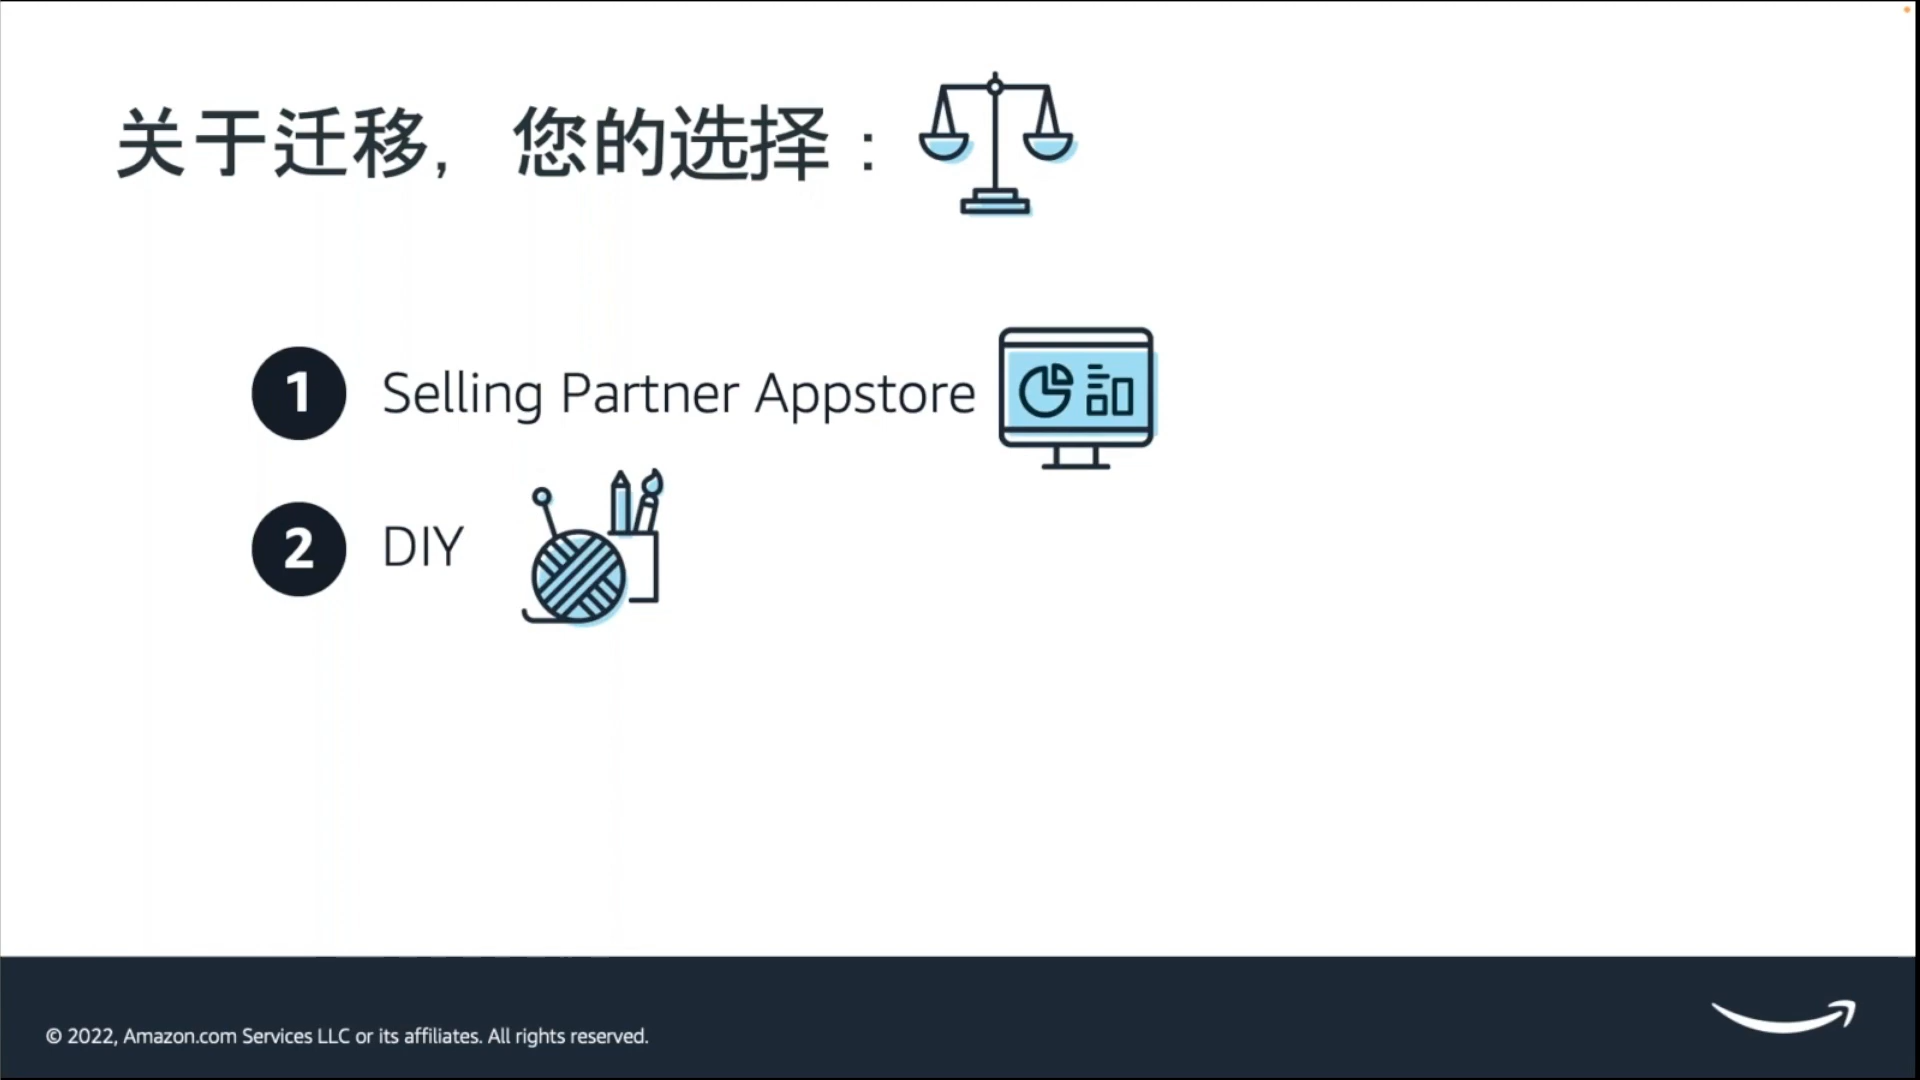 关于迁移，您的选择：
1 Selling Partner Appstore
2 DIY
© 2022, Amazon.com Services LLC or its affiliates. All rights reserved.